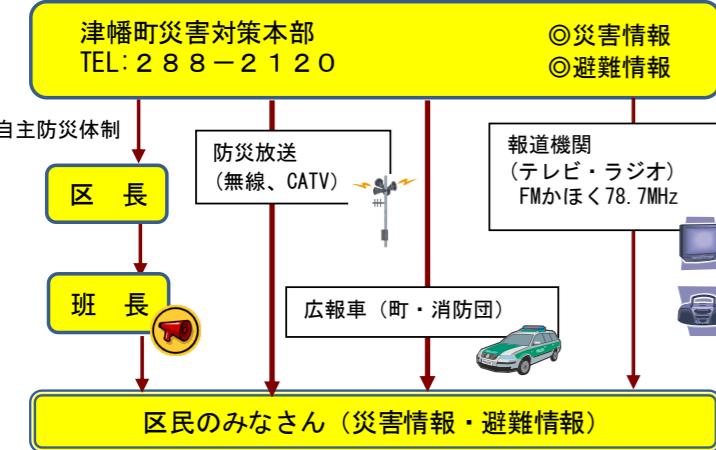 津幡町災害対策本部
TEL:２８８－２１２０
◎災害情報
◎避難情報
自主防災体制
区　長
班　長
防災放送
(無線、CATV)
広報車（町・消防団）
報道機関
(テレビ・ラジオ)
FMかほく78.7MHz
区民のみなさん（災害情報・避難情報）